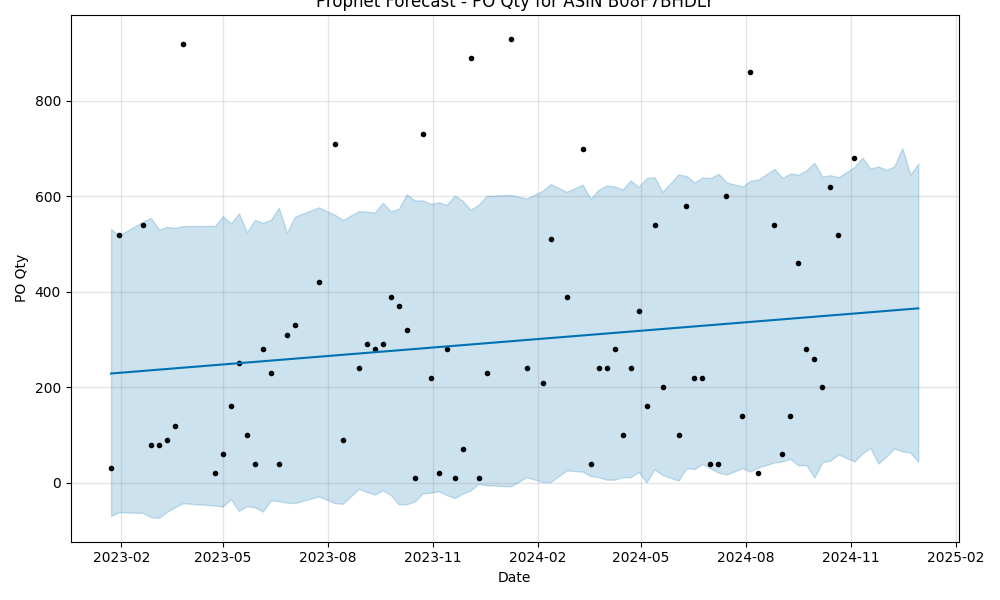 Prophet Forecast - PO Qty for ASIN B08F7BHDLY
800
600
400
200
0
PO Qty
2023-02 2023-05 2023-08 2023-11 2024-02 2024-05 2024-08 2024-11 2025-02
Date